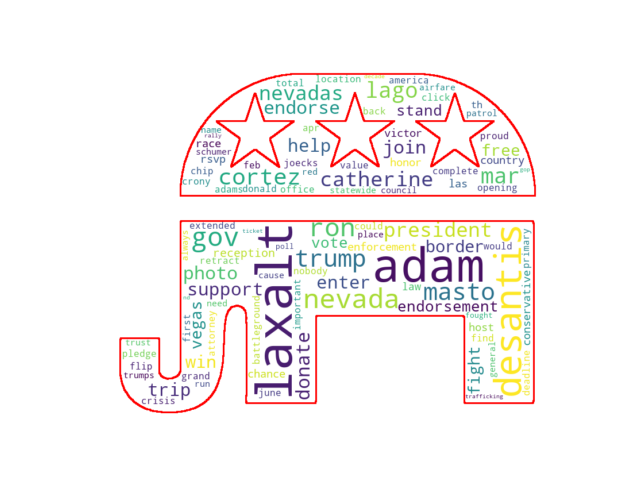 total location national america
nevadas lago airfare
click
endorse back stand th
patrol
name apr victor proud
rally
race help join free
schumer
rsvp feb joecks value honor country
chip red complete gop
cortez catherine las mar
crony
adams donald office statewide council opening
extended ticket ron could president
always gov poll place
reception vote enforcement border would primary
retract trump
photo cause nobody adam
support enter law masto
important nevada endorsement
nd need fought
first vegas attorney battleground laxalt host desantis conservative
trust find
pledge win general
flip chance donate fight deadline
trumps grand
trip run june trafficking
crisis